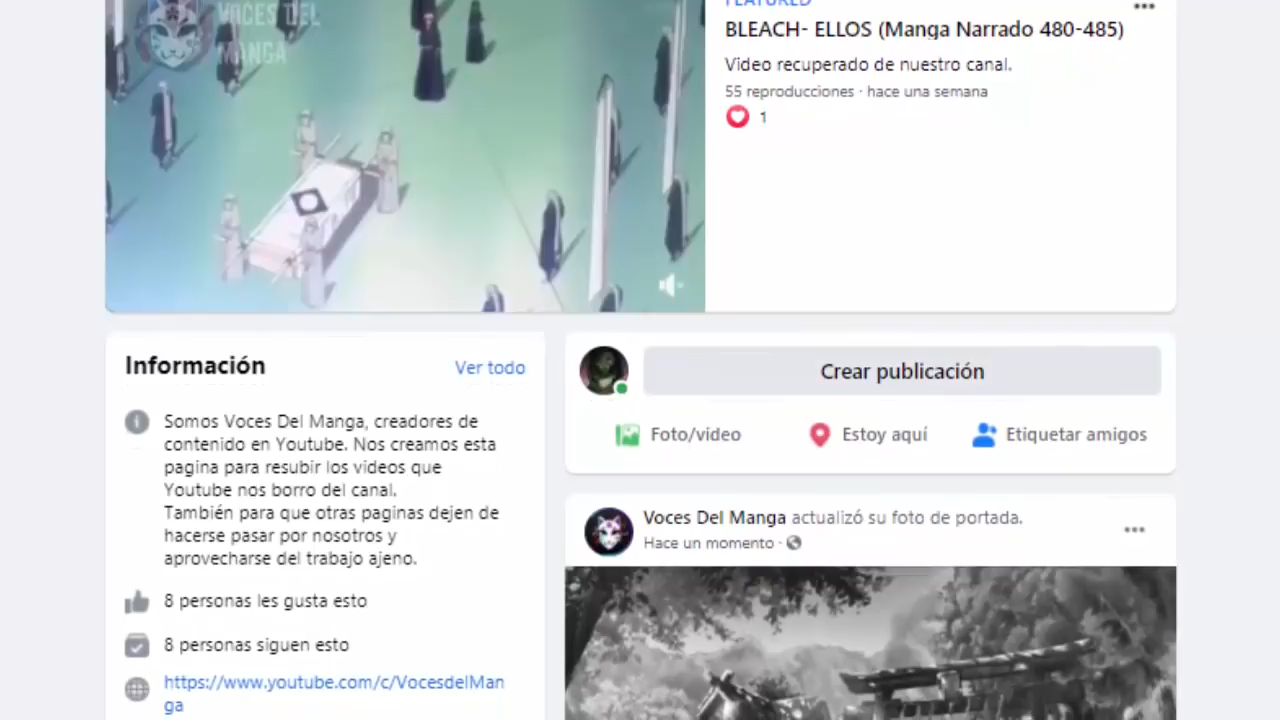 VOCES DEL
MANGA
FEATURED
BLEACH- ELLOS (Manga Narrado 480-485)
Video recuperado de nuestro canal.
55 reproducciones · hace una semana
1
Información
Ver todo
Somos Voces Del Manga, creadores de
contenido en Youtube. Nos creamos esta
pagina para resubir los videos que
Youtube nos borro del canal.
También para que otras paginas dejen de
hacerse pasar por nosotros y
aprovecharse del trabajo ajeno.
8 personas les gusta esto
8 personas siguen esto
https://www.youtube.com/c/VocesdelMan
ga
Crear publicación
Foto/video
Estoy aquí
Etiquetar amigos
Voces Del Manga actualizó su foto de portada.
Hace un momento ·